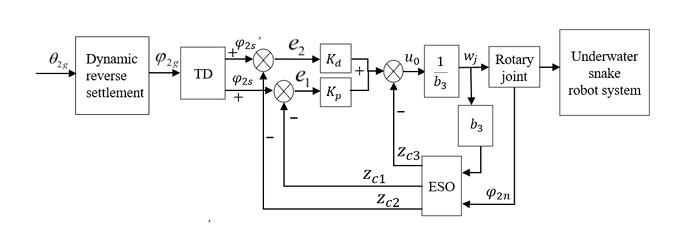 θ2g
Dynamic
reverse
settlement
φ2g
TD
+ φ2s'
φ2s
+
e2
e1
Kd
Kp
+
u0
1
b3
wj
Rotary
joint
Underwater
snake
robot system
b3
−
−
−
zc3
zc1
zc2
ESO
φ2n